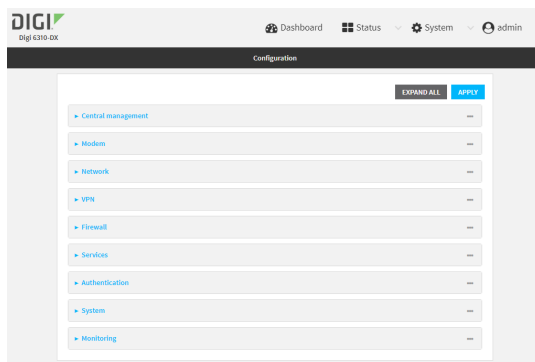 DIGI
Digi 6310-DX
Dashboard Status System admin
Configuration
EXPAND ALL APPLY
Central management
Modem
Network
VPN
Firewall
Services
Authentication
System
Monitoring